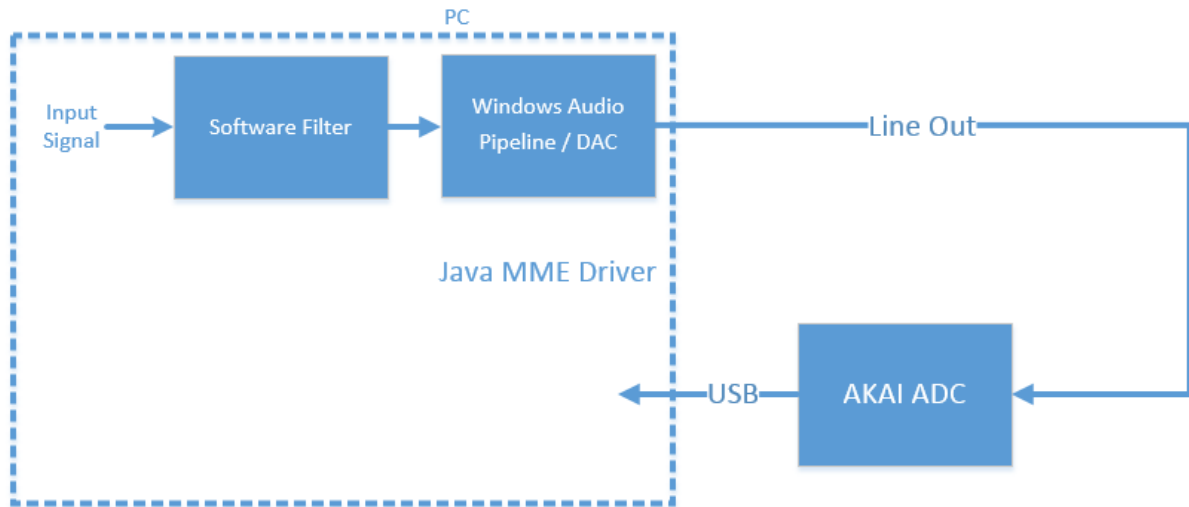 PC
Input
Signal
Software Filter
Windows Audio
Pipeline / DAC
Line Out
Java MME Driver
USB
AKAI ADC